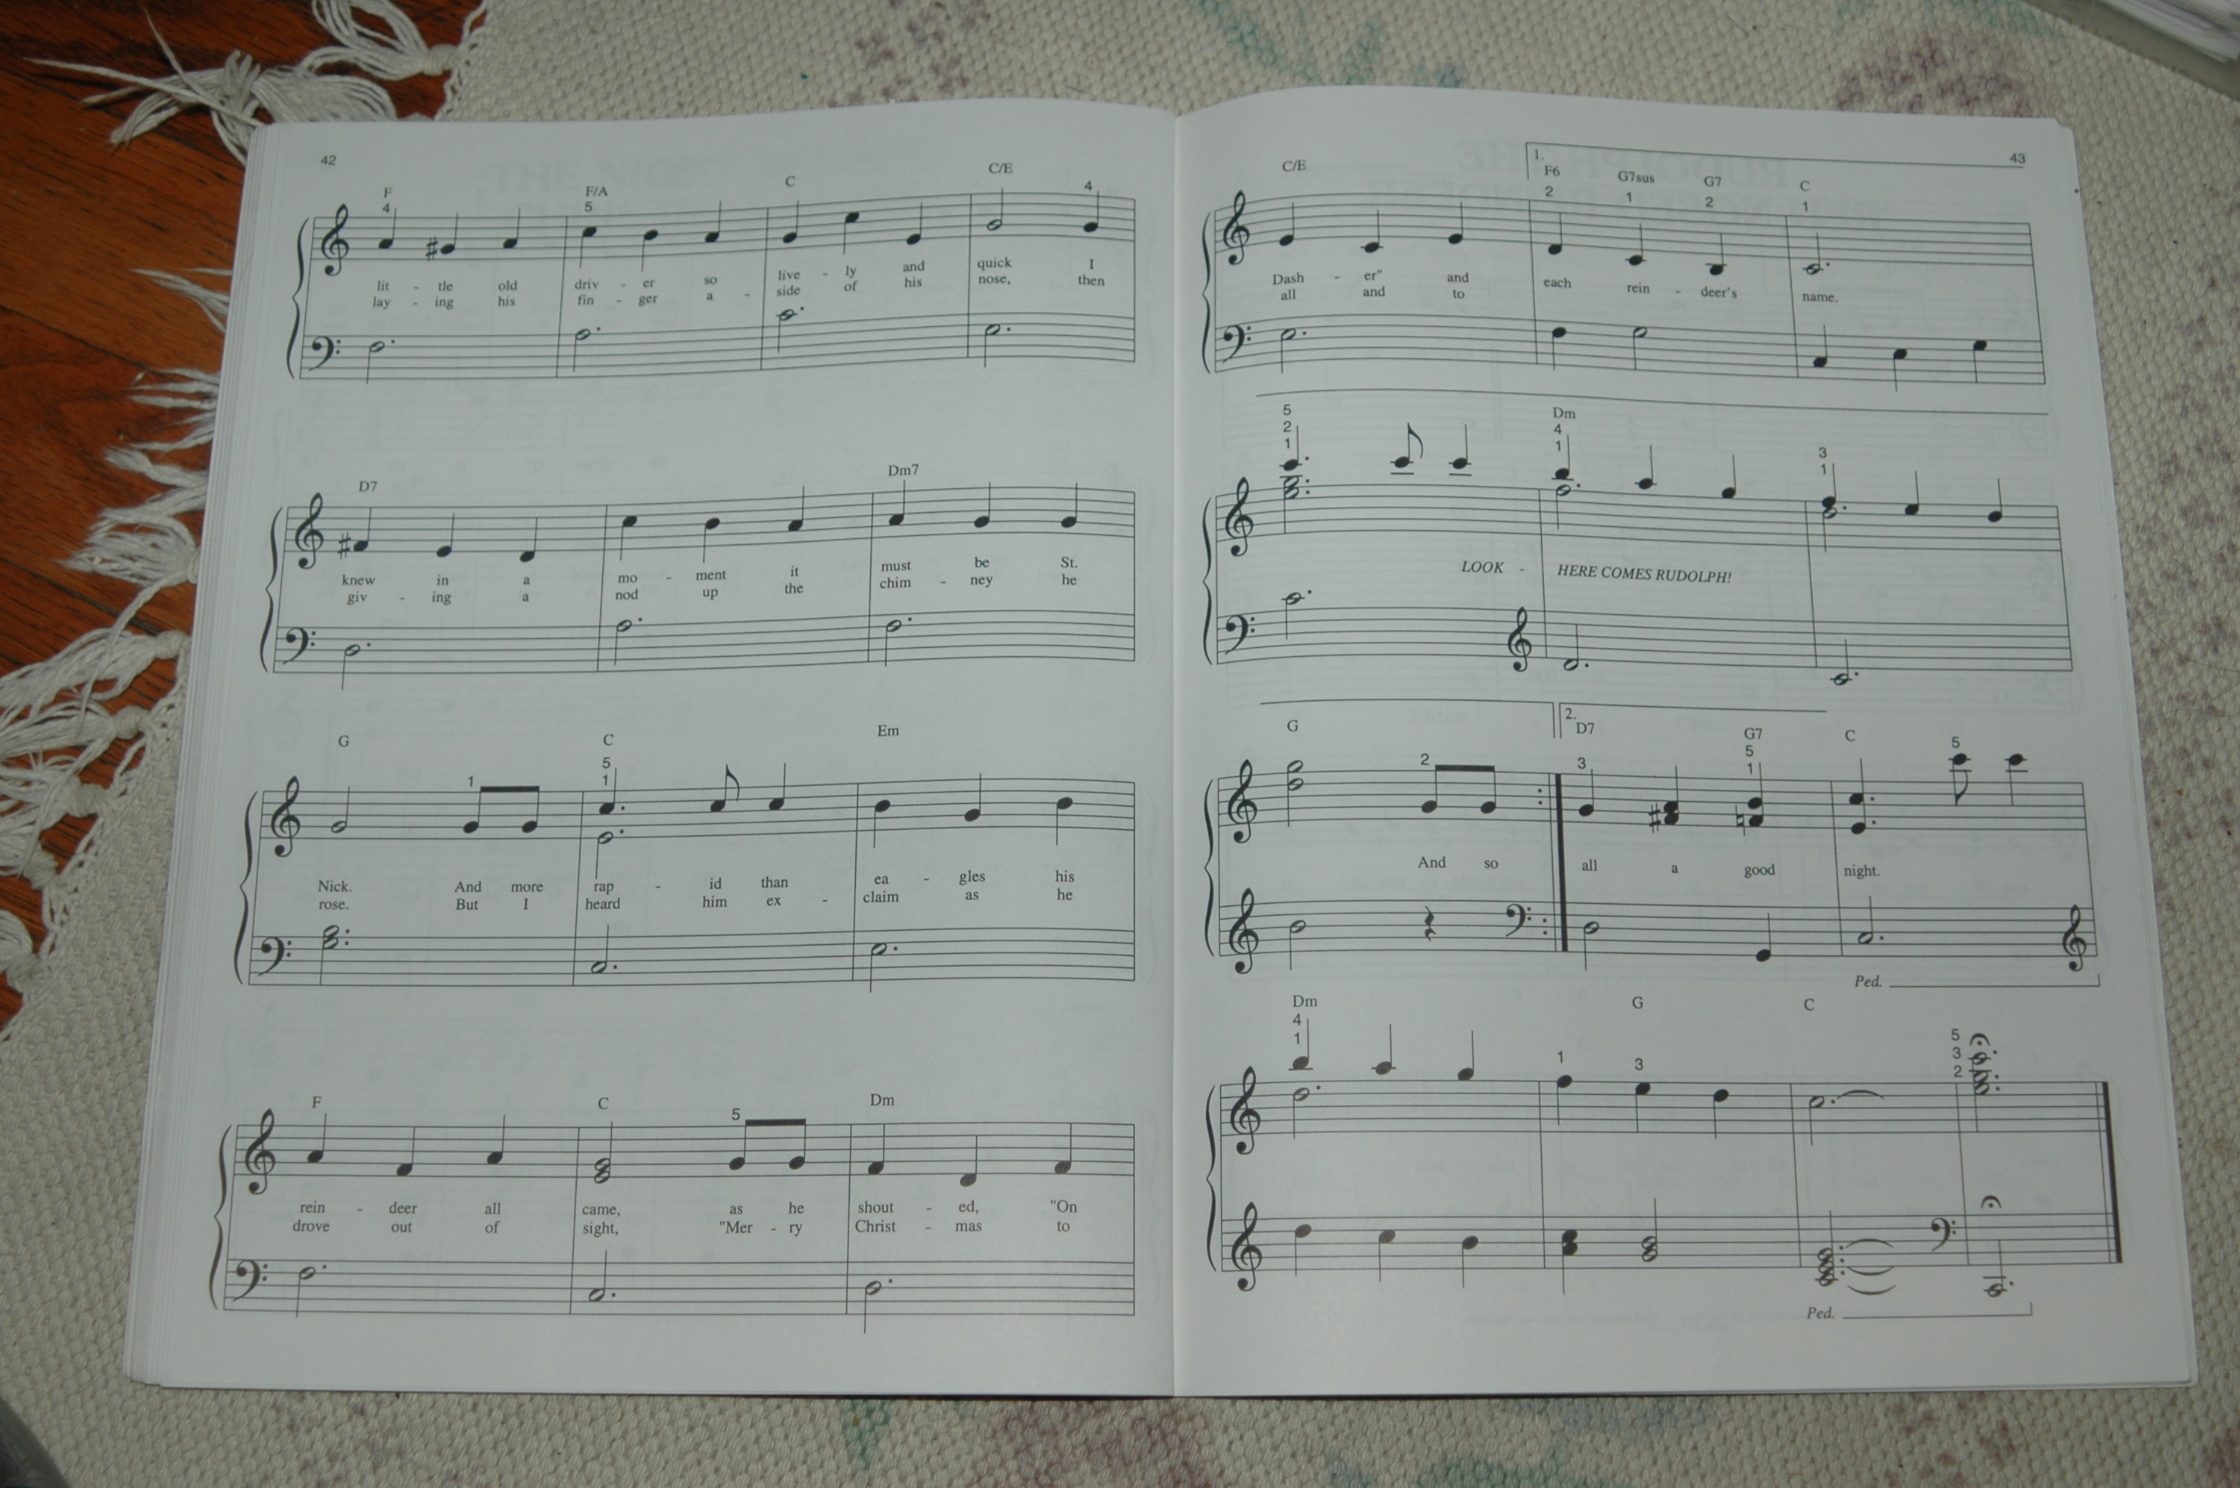 42
F F/A C C/E
4 5 4
lit - tle old driv - er so live - ly and quick I
lay - ing his fin - ger a - side of his nose, then
D7 Dm7
knew in a mo - ment it must be St.
giv - ing a nod up the chim - ney he
G C Em
5
1 1
Nick. And more rap - id than ea - gles his
rose. But I heard him ex - claim as he
F C Dm
5
rein - deer all came, as he shout - ed, "On
drove out of sight, "Mer - ry Christ - mas to
43
1.
C/E F6 G7sus G7 C
2 1 2 1
Dash - er" and each rein - deer's name.
all and to
Dm
5 4 3
2 1 1
1
LOOK - HERE COMES RUDOLPH!
2.
G D7 G7 C
2 3 5 5
1
And so all a good night.
Ped.
Dm G C
4 1 3 5
1 3
2
Ped.